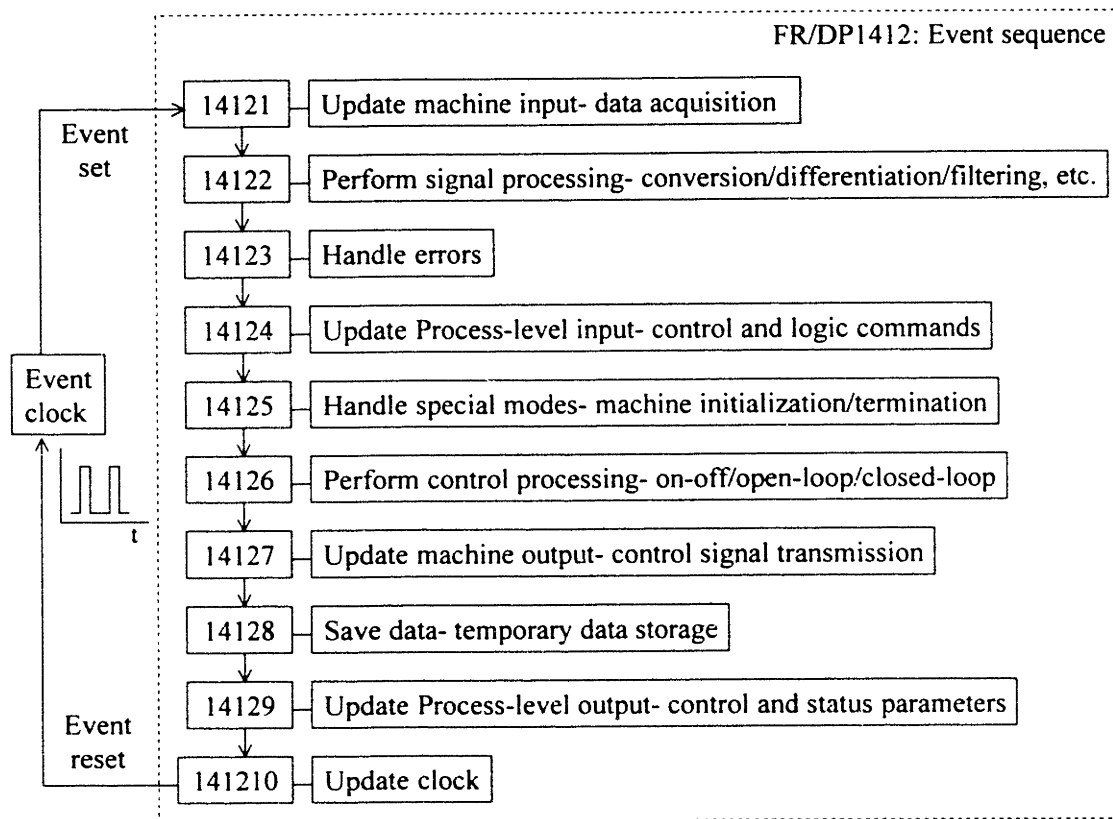 FR/DP1412: Event sequence
14121 Update machine input- data acquisition
Event
set
14122 Perform signal processing- conversion/differentiation/filtering, etc.
14123 Handle errors
14124 Update Process-level input- control and logic commands
Event
clock
14125 Handle special modes- machine initialization/termination
14126 Perform control processing- on-off/open-loop/closed-loop
t
14127 Update machine output- control signal transmission
14128 Save data- temporary data storage
14129 Update Process-level output- control and status parameters
Event
reset
141210 Update clock